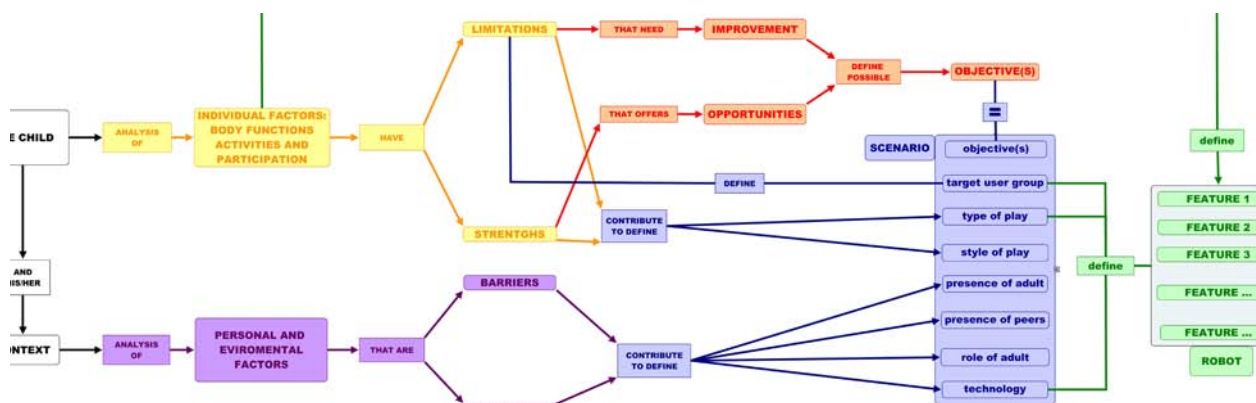 E CHILD
ANALYSIS
OF
INDIVIDUAL FACTORS:
BODY FUNCTIONS
ACTIVITIES AND
PARTICIPATION
HAVE
LIMITATIONS
STRENTGHS
THAT NEED
IMPROVEMENT
THAT OFFERS
OPPORTUNITIES
DEFINE
POSSIBLE
OBJECTIVE(S)
=
SCENARIO
objective(s)
DEFINE
target user group
CONTRIBUTE
TO DEFINE
type of play
style of play
presence of adult
presence of peers
role of adult
technology
AND
HIS/HER
ONTEXT
ANALYSIS
OF
PERSONAL AND
EVIROMENTAL
FACTORS
THAT ARE
BARRIERS
CONTRIBUTE
TO DEFINE
define
define
FEATURE 1
FEATURE 2
FEATURE 3
FEATURE ...
FEATURE ...
ROBOT